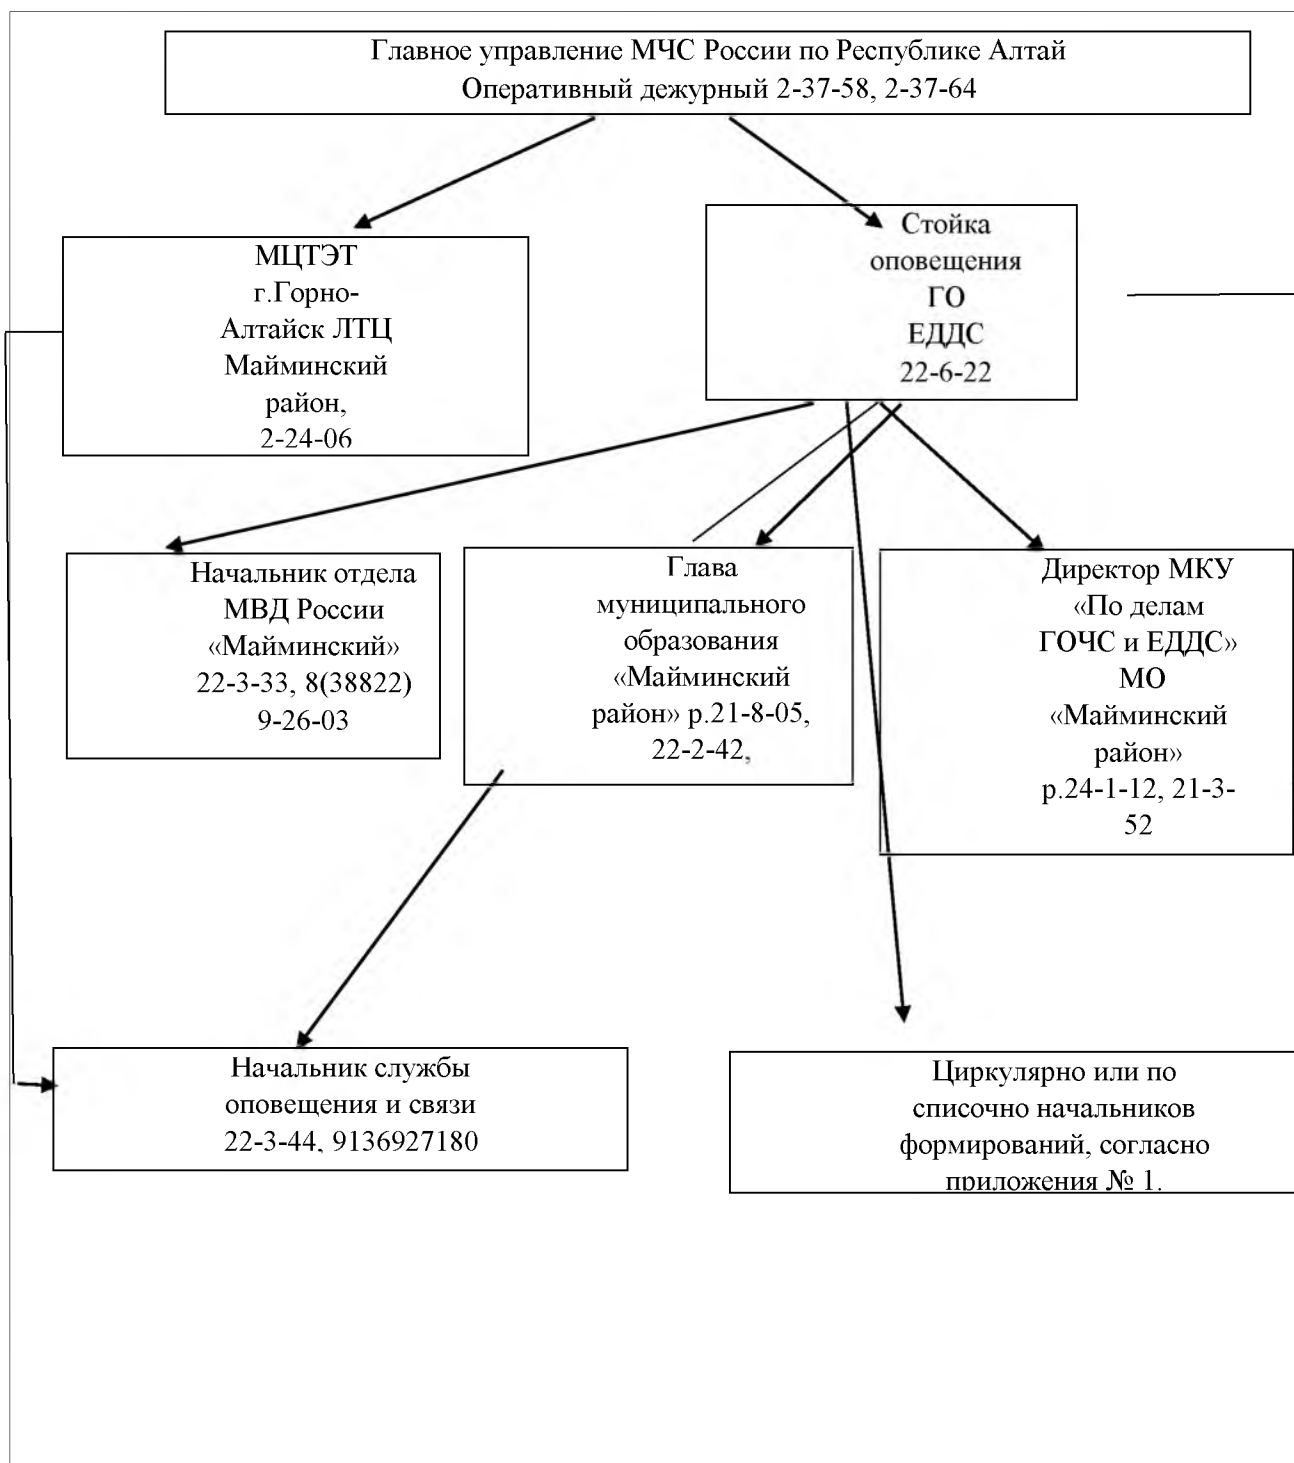 Главное управление МЧС России по Республике Алтай
Оперативный дежурный 2-37-58, 2-37-64
МЦТЭТ
г.Горно-
Алтайск ЛТЦ
Майминский
район,
2-24-06
Стойка
оповещения
ГО
ЕДДС
22-6-22
Начальник отдела
МВД России
«Майминский»
22-3-33, 8(38822)
9-26-03
Глава
муниципального
образования
«Майминский
район» р.21-8-05,
22-2-42,
Директор МКУ
«По делам
ГОЧС и ЕДДС»
МО
«Майминский
район»
р.24-1-12, 21-3-
52
Начальник службы
оповещения и связи
22-3-44, 9136927180
Циркулярно или по
списочно начальников
формирований, согласно
приложения № 1.